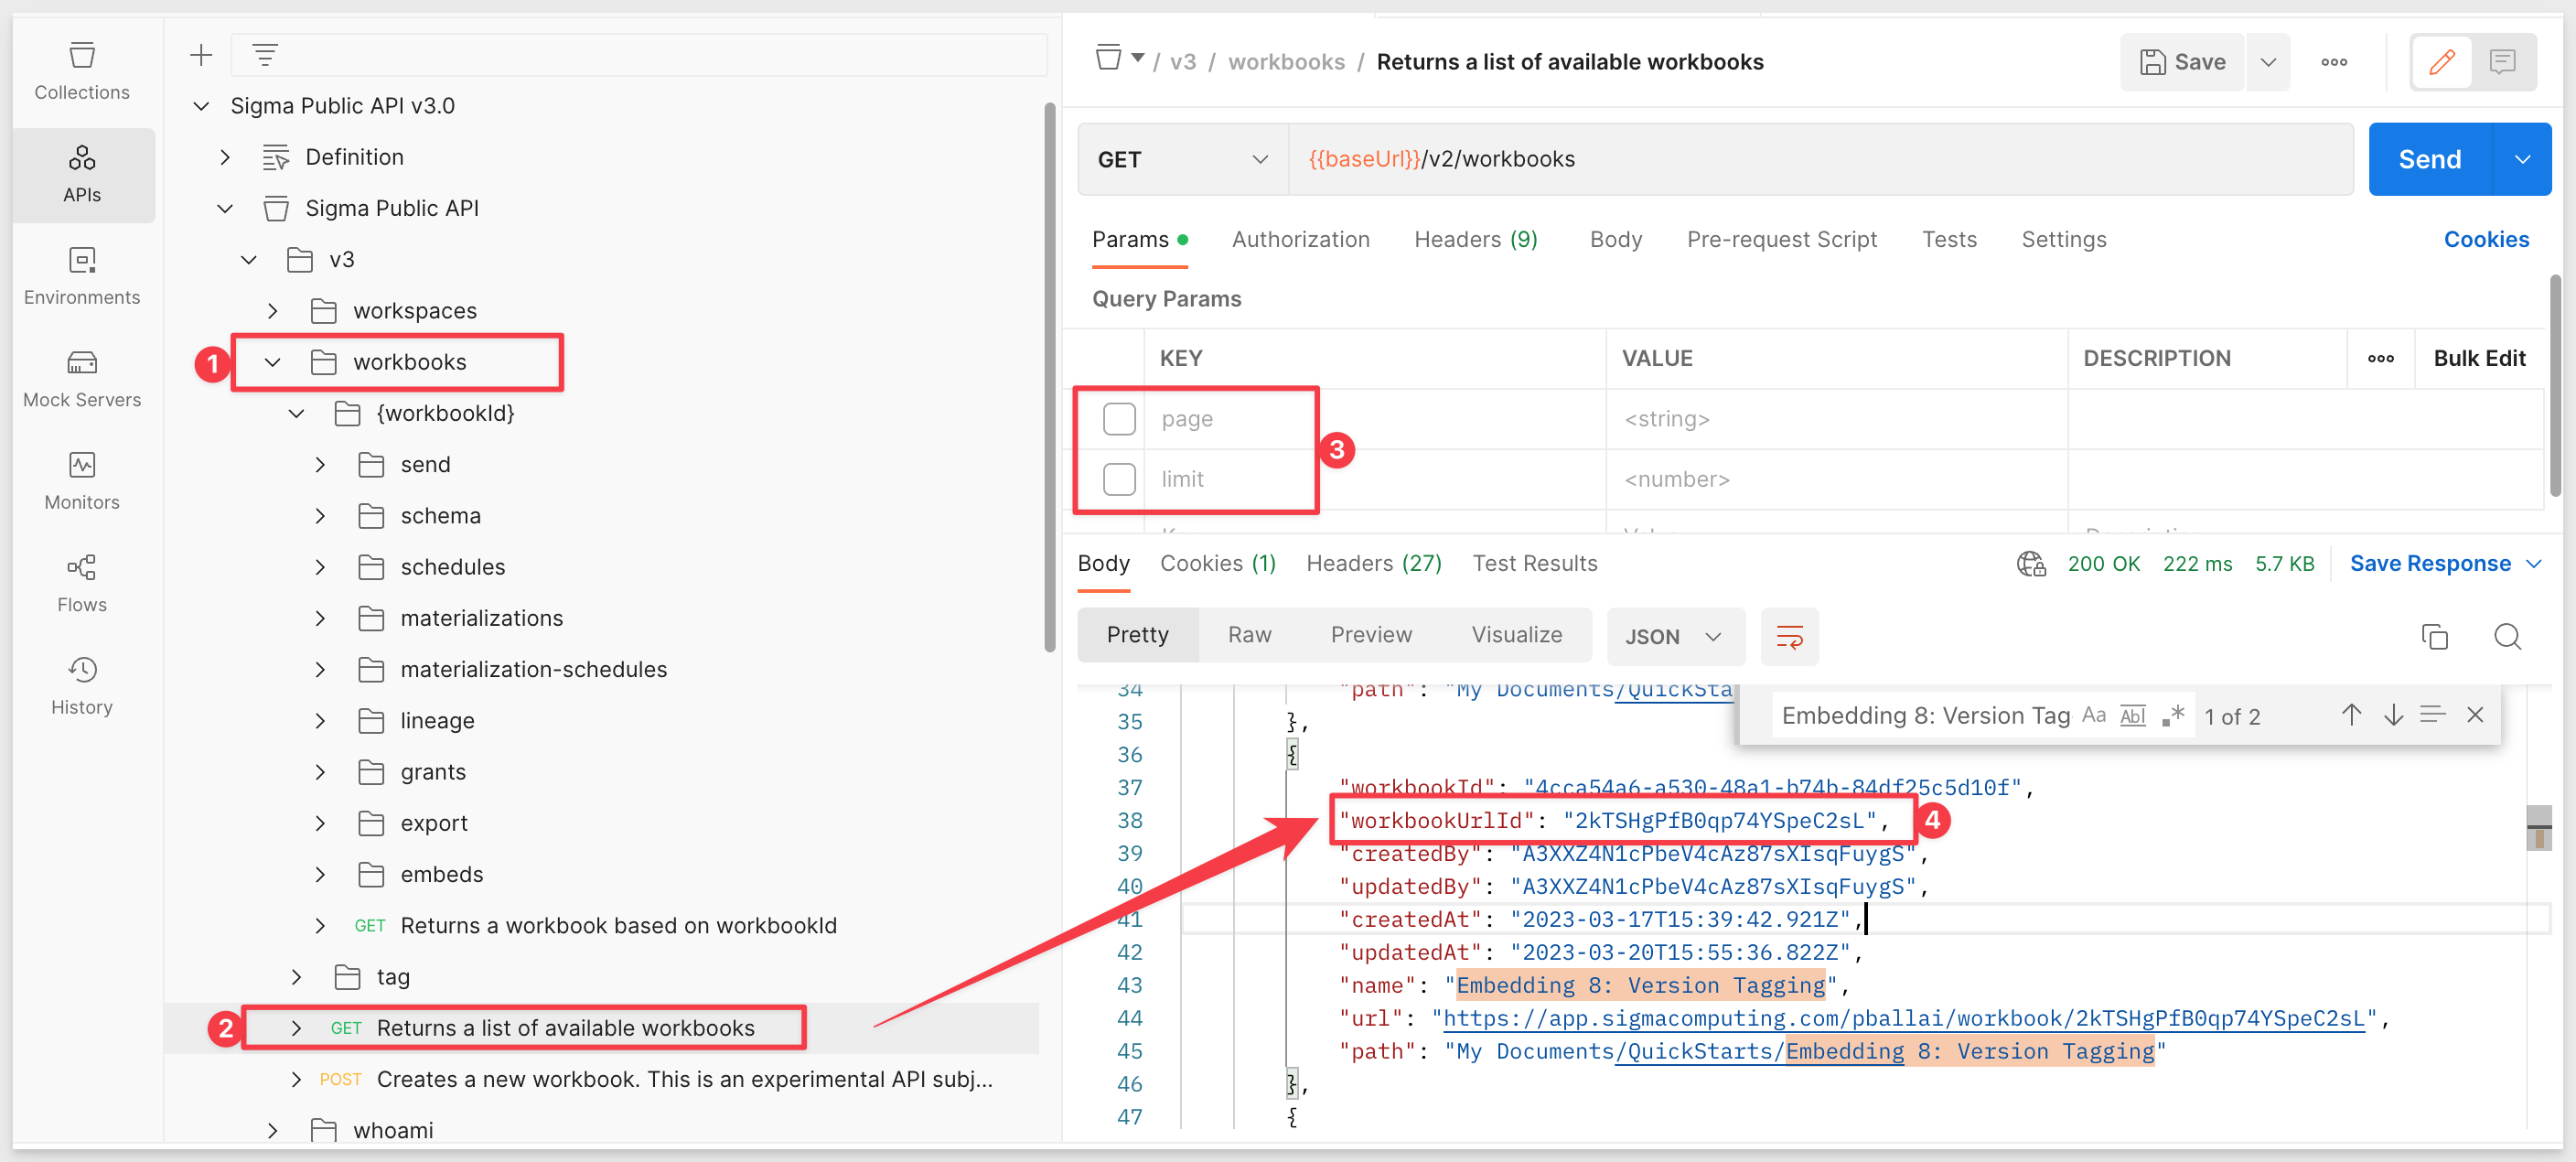 Collections
APIs
Environments
Mock Servers
Monitors
Flows
History
Sigma Public API v3.0
Definition
Sigma Public API
v3
workspaces
1
workbooks
{workbookId}
send
schema
schedules
materializations
materialization-schedules
lineage
grants
export
embeds
GET Returns a workbook based on workbookId
tag
2
GET Returns a list of available workbooks
POST Creates a new workbook. This is an experimental API subj...
whoami
/ v3 / workbooks / Returns a list of available workbooks
Save
GET
{{baseUrl}}/v2/workbooks
Send
Params Authorization Headers (9) Body Pre-request Script Tests Settings Cookies
Query Params
KEY VALUE DESCRIPTION Bulk Edit
page <string>
3
limit <number>
Body Cookies (1) Headers (27) Test Results 200 OK 222 ms 5.7 KB Save Response
Pretty Raw Preview Visualize JSON
Embedding 8: Version Tag Aa Abl .* 1 of 2
34 "path": "My Documents/QuickSta
35 },
36 {
37 "workbookId": "4cca54a6-a530-48a1-b74b-84df25c5d10f",
38 "workbookUrlId": "2kTSHgPfB0qp74YSpeC2sL", 4
39 "createdBy": "A3XXZ4N1cPbeV4cAz87sXIsqFuygS",
40 "updatedBy": "A3XXZ4N1cPbeV4cAz87sXIsqFuygS",
41 "createdAt": "2023-03-17T15:39:42.921Z",
42 "updatedAt": "2023-03-20T15:55:36.822Z",
43 "name": "Embedding 8: Version Tagging",
44 "url": "https://app.sigmacomputing.com/pballai/workbook/2kTSHgPfB0qp74YSpeC2sL",
45 "path": "My Documents/QuickStarts/Embedding 8: Version Tagging"
46 },
47 {